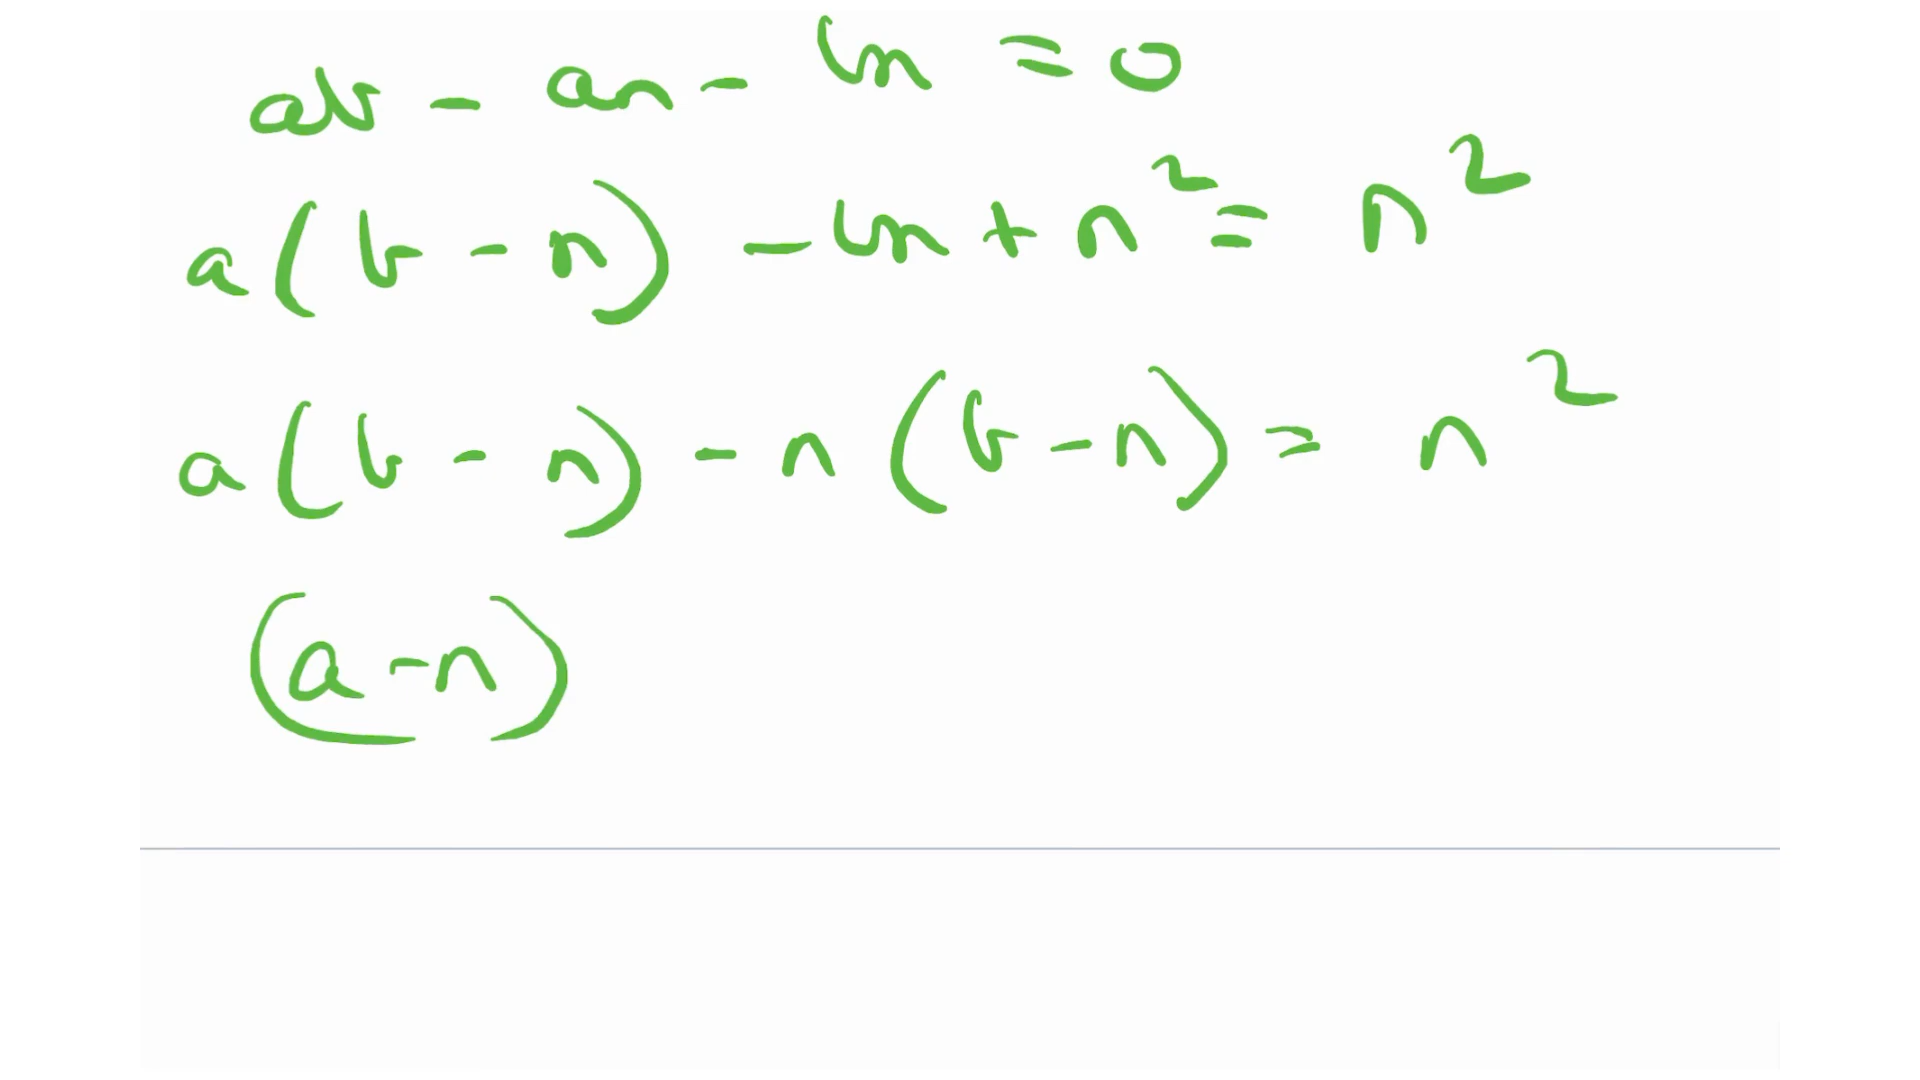 ab - an - bn = 0
a(b - n) - bn + n² = n²
a(b - n) - n(b - n) = n²
(a - n)